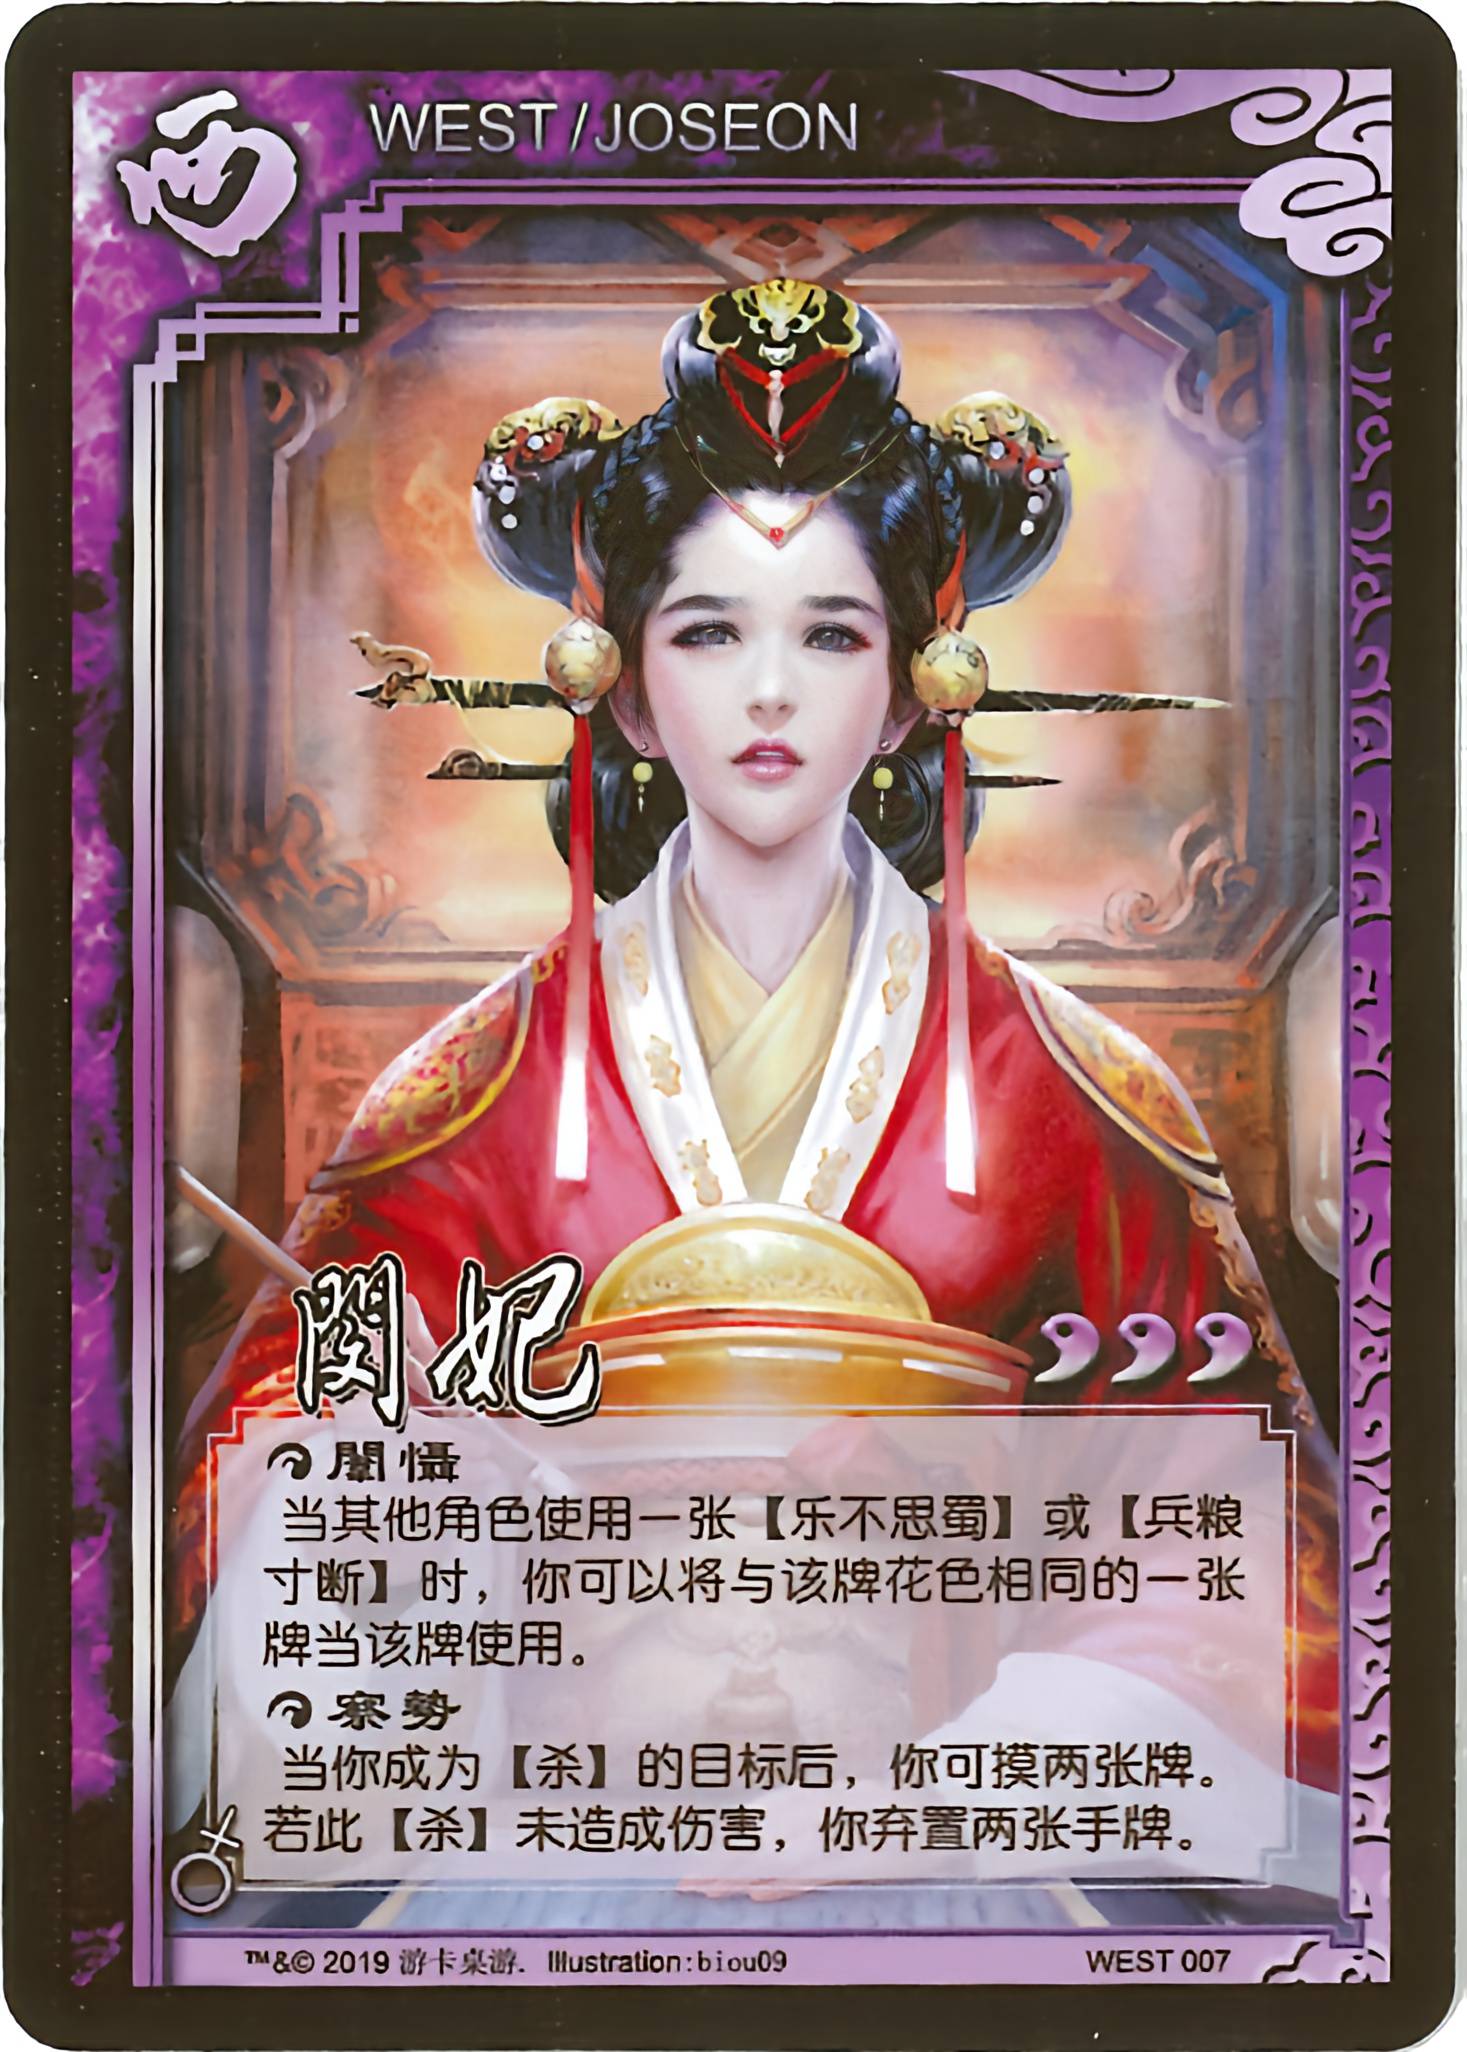 西
WEST / JOSEON
閔妃
闈懾
当其他角色使用一张【乐不思蜀】或【兵粮
寸断】时，你可以将与该牌花色相同的一张
牌当该牌使用。
察勢
当你成为【杀】的目标后，你可摸两张牌。
若此【杀】未造成伤害，你弃置两张手牌。
™&© 2019 游卡桌游. Illustration:biou09
WEST 007